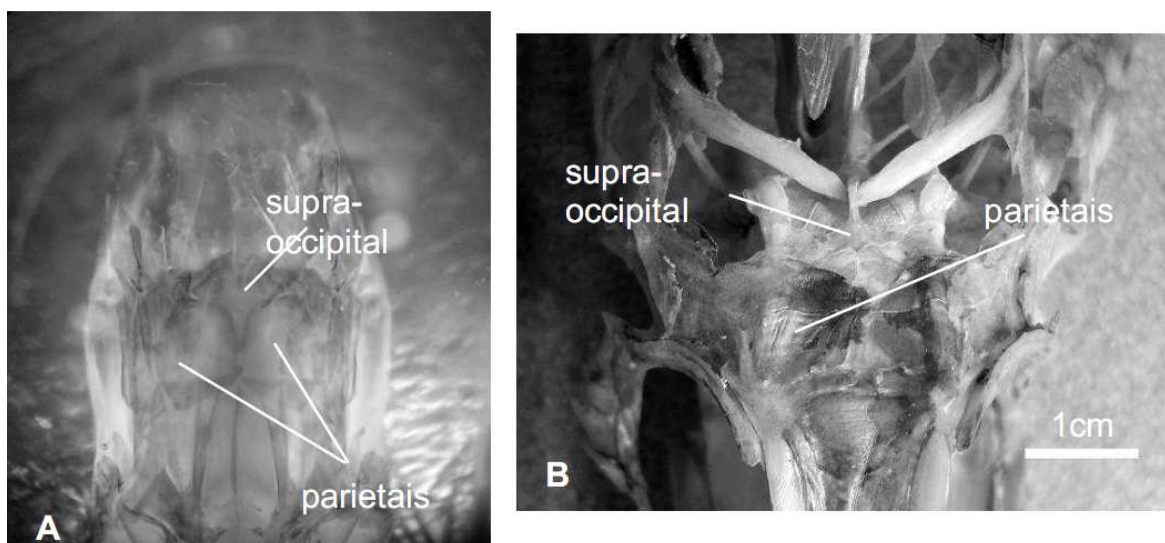 supra-
occipital
parietais
A
supra-
occipital
parietais
1cm
B